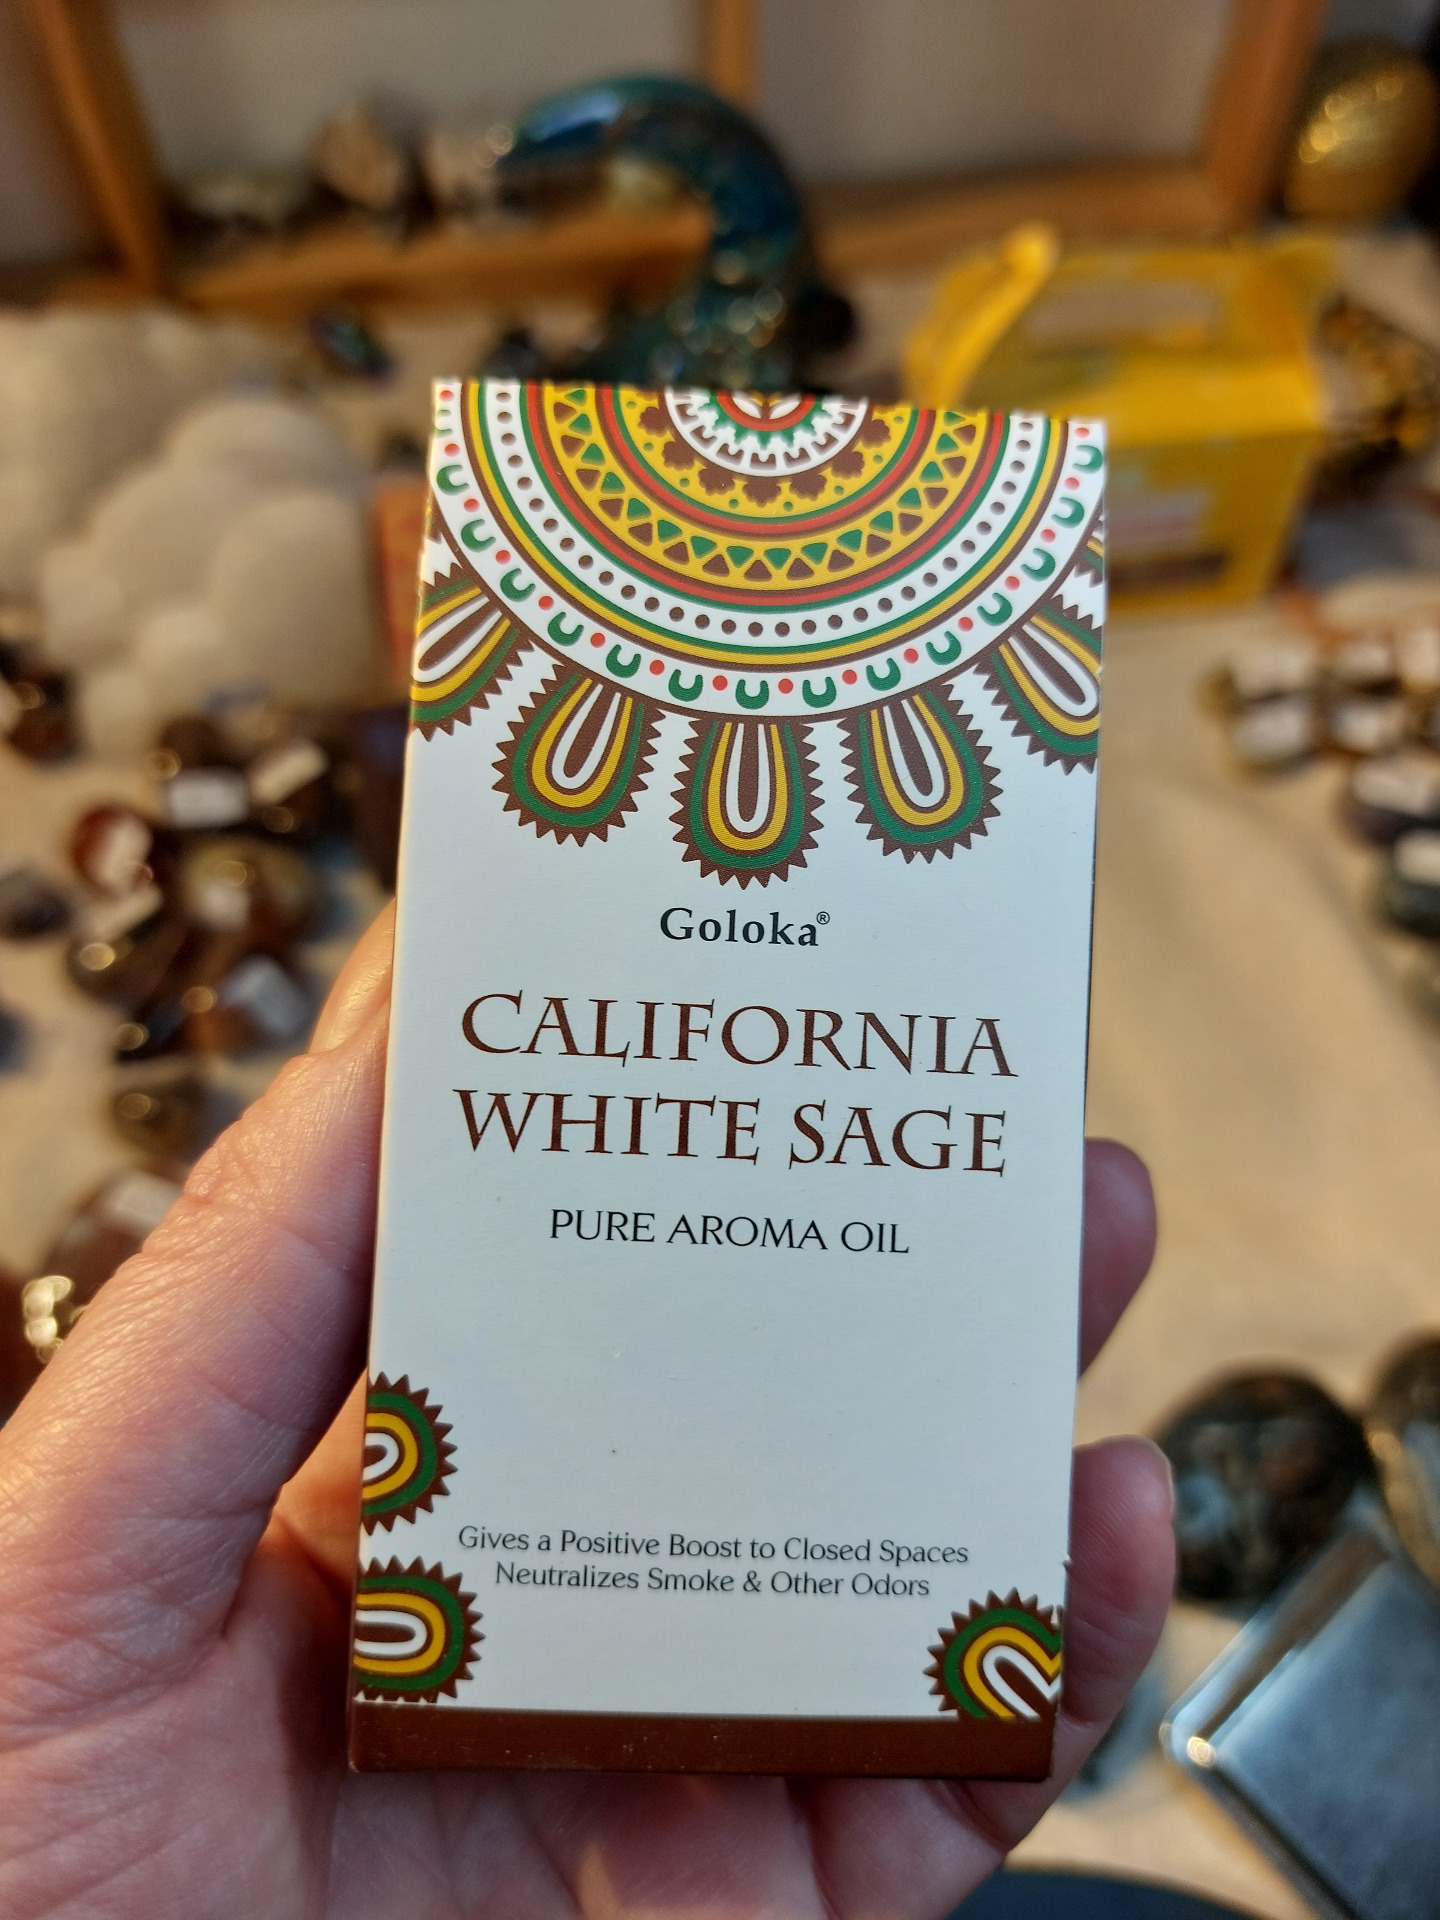 Goloka®
CALIFORNIA
WHITE SAGE
PURE AROMA OIL
Gives a Positive Boost to Closed Spaces
Neutralizes Smoke & Other Odors